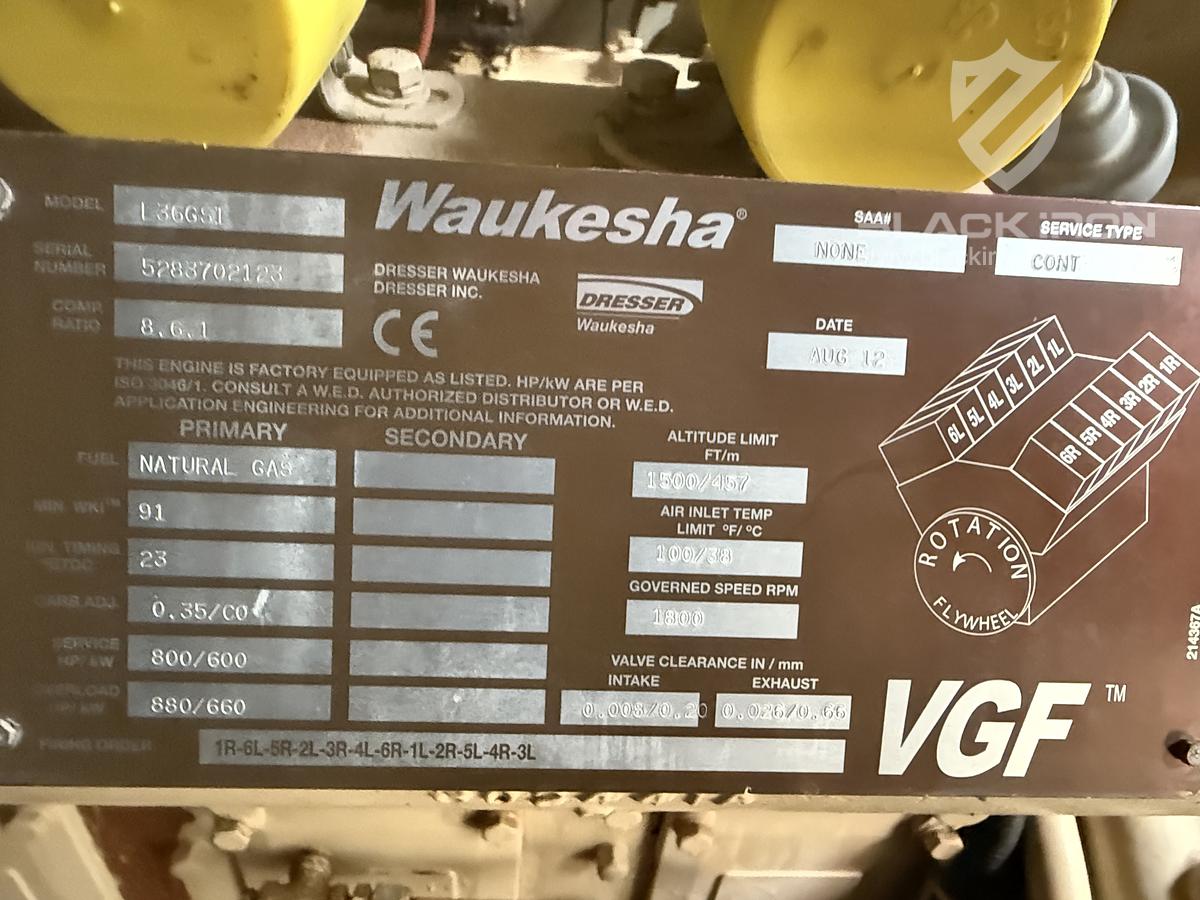 MODEL L36GSI
SERIAL
NUMBER 5283702123
COMP.
RATIO 8.6.1
Waukesha®
DRESSER WAUKESHA
DRESSER INC.
CE
DRESSER
Waukesha
SAA#
NONE
SERVICE TYPE
CONT
BLACK IRON
DATE
AUG 12
THIS ENGINE IS FACTORY EQUIPPED AS LISTED. HP/kW ARE PER
ISO 3046/1. CONSULT A W.E.D. AUTHORIZED DISTRIBUTOR OR W.E.D.
APPLICATION ENGINEERING FOR ADDITIONAL INFORMATION.
PRIMARY SECONDARY
FUEL NATURAL GAS
MIN. WKI™ 91
IGN. TIMING
°BTDC 23
CARB ADJ. 0.35/CO
SERVICE
HP/ kW 800/600
OVERLOAD
HP/ kW 880/660
FIRING ORDER 1R-6L-5R-2L-3R-4L-6R-1L-2R-5L-4R-3L
ALTITUDE LIMIT
FT/m
1500/457
AIR INLET TEMP
LIMIT °F/°C
100/38
GOVERNED SPEED RPM
1800
VALVE CLEARANCE IN / mm
INTAKE EXHAUST
0.008/0.20 0.026/0.66
6L 5L 4L 3L 2L 1L
6R 5R 4R 3R 2R 1R
ROTATION
FLYWHEEL
VGF™
214367A